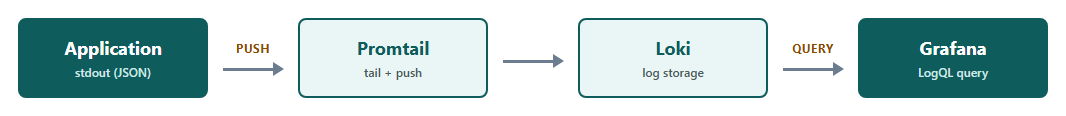 Application
stdout (JSON)
PUSH
Promtail
tail + push
Loki
log storage
QUERY
Grafana
LogQL query